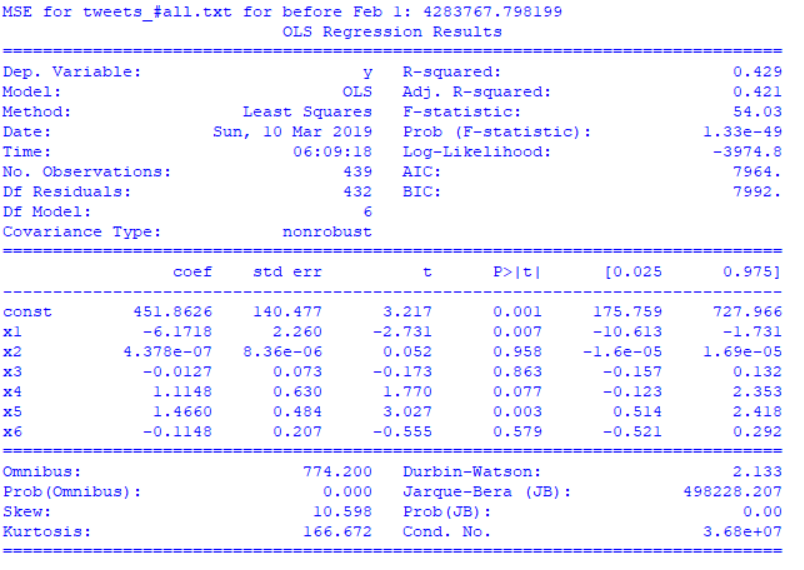 MSE for tweets_#all.txt for before Feb 1: 4283767.798199
OLS Regression Results
==============================================================================
Dep. Variable: y R-squared: 0.429
Model: OLS Adj. R-squared: 0.421
Method: Least Squares F-statistic: 54.03
Date: Sun, 10 Mar 2019 Prob (F-statistic): 1.33e-49
Time: 06:09:18 Log-Likelihood: -3974.8
No. Observations: 439 AIC: 7964.
Df Residuals: 432 BIC: 7992.
Df Model: 6
Covariance Type: nonrobust
==============================================================================
coef std err t P>|t| [0.025 0.975]
------------------------------------------------------------------------------
const 451.8626 140.477 3.217 0.001 175.759 727.966
x1 -6.1718 2.260 -2.731 0.007 -10.613 -1.731
x2 4.378e-07 8.36e-06 0.052 0.958 -1.6e-05 1.69e-05
x3 -0.0127 0.073 -0.173 0.863 -0.157 0.132
x4 1.1148 0.630 1.770 0.077 -0.123 2.353
x5 1.4660 0.484 3.027 0.003 0.514 2.418
x6 -0.1148 0.207 -0.555 0.579 -0.521 0.292
==============================================================================
Omnibus: 774.200 Durbin-Watson: 2.133
Prob(Omnibus): 0.000 Jarque-Bera (JB): 498228.207
Skew: 10.598 Prob(JB): 0.00
Kurtosis: 166.672 Cond. No. 3.68e+07
==============================================================================